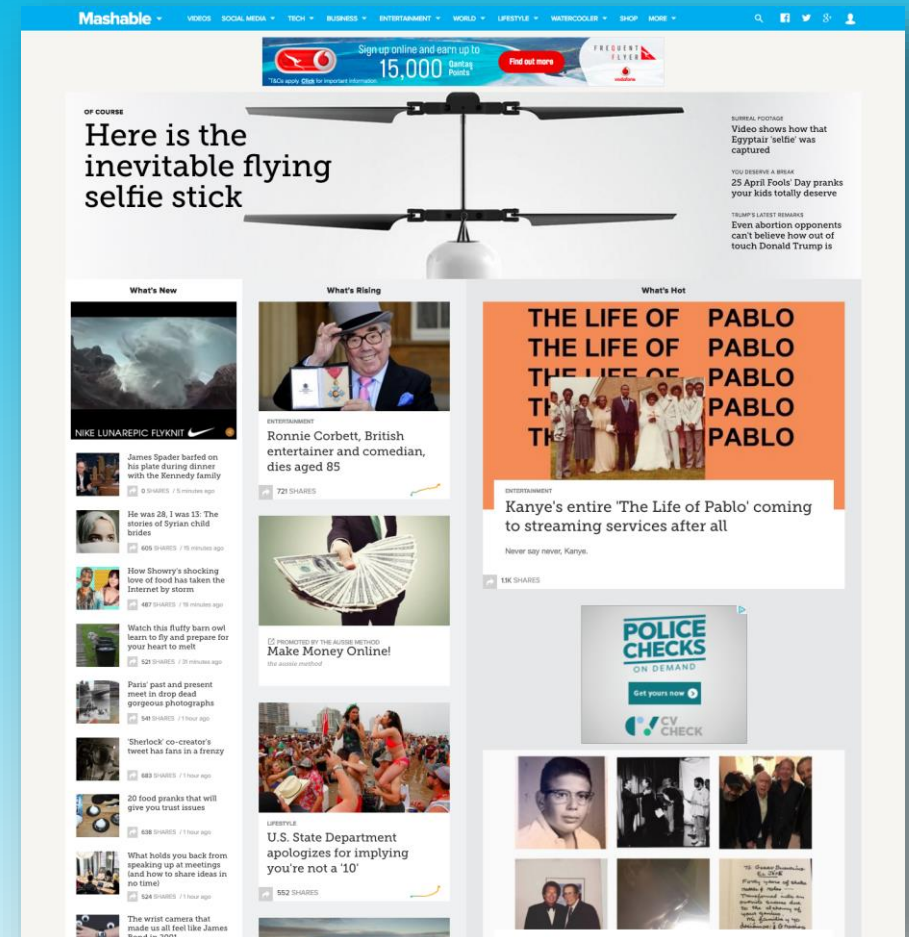 Mashable
VIDEOS SOCIAL MEDIA TECH BUSINESS ENTERTAINMENT WORLD LIFESTYLE WATERCOOLER SHOP MORE
Sign up online and earn up to
15,000 Qantas Points
*T&Cs apply. Click for important information.
Find out more
FREQUENT
FLYER
vodafone
OF COURSE
Here is the
inevitable flying
selfie stick
SURREAL FOOTAGE
Video shows how that
Egyptair 'selfie' was
captured
YOU DESERVE A BREAK
25 April Fools' Day pranks
your kids totally deserve
TRUMP'S LATEST REMARKS
Even abortion opponents
can't believe how out of
touch Donald Trump is
What's New
NIKE LUNAREPIC FLYKNIT
James Spader barfed on
his plate during dinner
with the Kennedy family
0 SHARES / 5 minutes ago
He was 28, I was 13: The
stories of Syrian child
brides
605 SHARES / 15 minutes ago
How Showry's shocking
love of food has taken the
Internet by storm
487 SHARES / 16 minutes ago
Watch this fluffy barn owl
learn to fly and prepare for
your heart to melt
521 SHARES / 31 minutes ago
Paris' past and present
meet in drop dead
gorgeous photographs
541 SHARES / 1 hour ago
'Sherlock' co-creator's
tweet has fans in a frenzy
683 SHARES / 1 hour ago
20 food pranks that will
give you trust issues
638 SHARES / 1 hour ago
What holds you back from
speaking up at meetings
(and how to share ideas in
no time)
524 SHARES / 1 hour ago
The wrist camera that
made us all feel like James
Bond in 2001
What's Rising
ENTERTAINMENT
Ronnie Corbett, British
entertainer and comedian,
dies aged 85
721 SHARES
PROMOTED BY THE AUSSIE METHOD
Make Money Online!
the aussie method
LIFESTYLE
U.S. State Department
apologizes for implying
you're not a '10'
552 SHARES
What's Hot
THE LIFE OF PABLO
THE LIFE OF PABLO
THE LIFE OF PABLO
PABLO
PABLO
ENTERTAINMENT
Kanye's entire 'The Life of Pablo' coming
to streaming services after all
Never say never, Kanye.
1.1K SHARES
POLICE
CHECKS
ON DEMAND
Get yours now
CV
CHECK